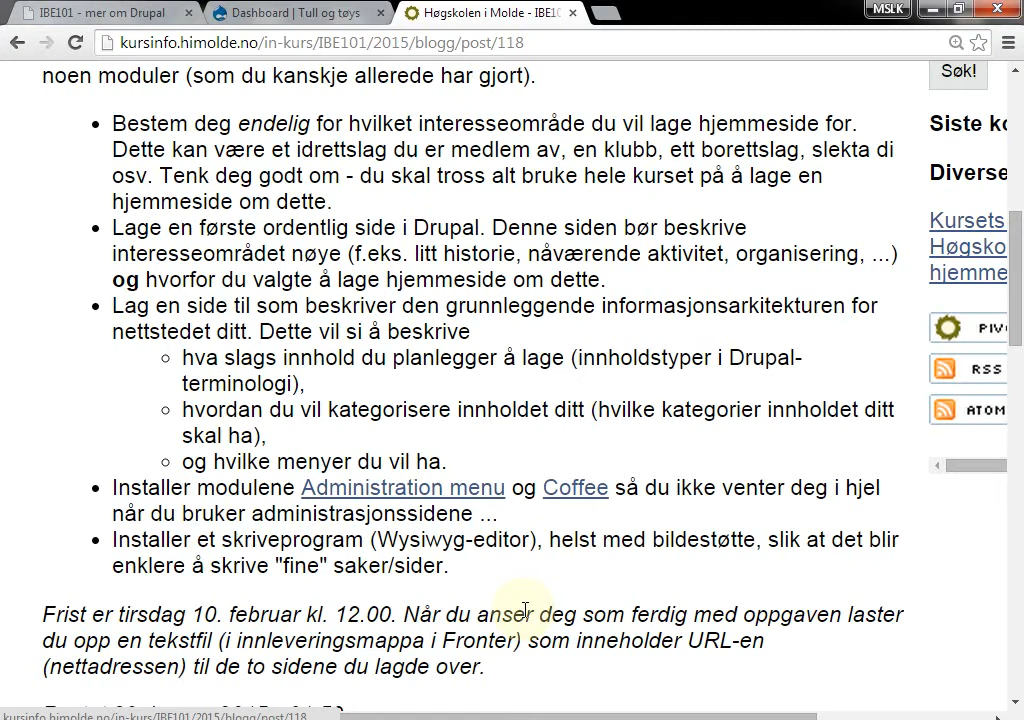 IBE101 - mer om Drupal
Dashboard | Tull og tøys
Høgskolen i Molde - IBE10
MSLK
kursinfo.himolde.no/in-kurs/IBE101/2015/blogg/post/118
noen moduler (som du kanskje allerede har gjort).
Søk!
Bestem deg endelig for hvilket interesseområde du vil lage hjemmeside for.
Dette kan være et idrettslag du er medlem av, en klubb, ett borettslag, slekta di
osv. Tenk deg godt om - du skal tross alt bruke hele kurset på å lage en
hjemmeside om dette.
Lage en første ordentlig side i Drupal. Denne siden bør beskrive
interesseområdet nøye (f.eks. litt historie, nåværende aktivitet, organisering, ...)
og hvorfor du valgte å lage hjemmeside om dette.
Lag en side til som beskriver den grunnleggende informasjonsarkitekturen for
nettstedet ditt. Dette vil si å beskrive
hva slags innhold du planlegger å lage (innholdstyper i Drupal-
terminologi),
hvordan du vil kategorisere innholdet ditt (hvilke kategorier innholdet ditt
skal ha),
og hvilke menyer du vil ha.
Installer modulene Administration menu og Coffee så du ikke venter deg i hjel
når du bruker administrasjonssidene ...
Installer et skriveprogram (Wysiwyg-editor), helst med bildestøtte, slik at det blir
enklere å skrive "fine" saker/sider.
Frist er tirsdag 10. februar kl. 12.00. Når du anser deg som ferdig med oppgaven laster
du opp en tekstfil (i innleveringsmappa i Fronter) som inneholder URL-en
(nettadressen) til de to sidene du lagde over.
Siste ko
Diverse
Kursets
Høgsko
hjemme
PIV
RSS
ATOM
kursinfo.himolde.no/in-kurs/IBE101/2015/blogg/post/118